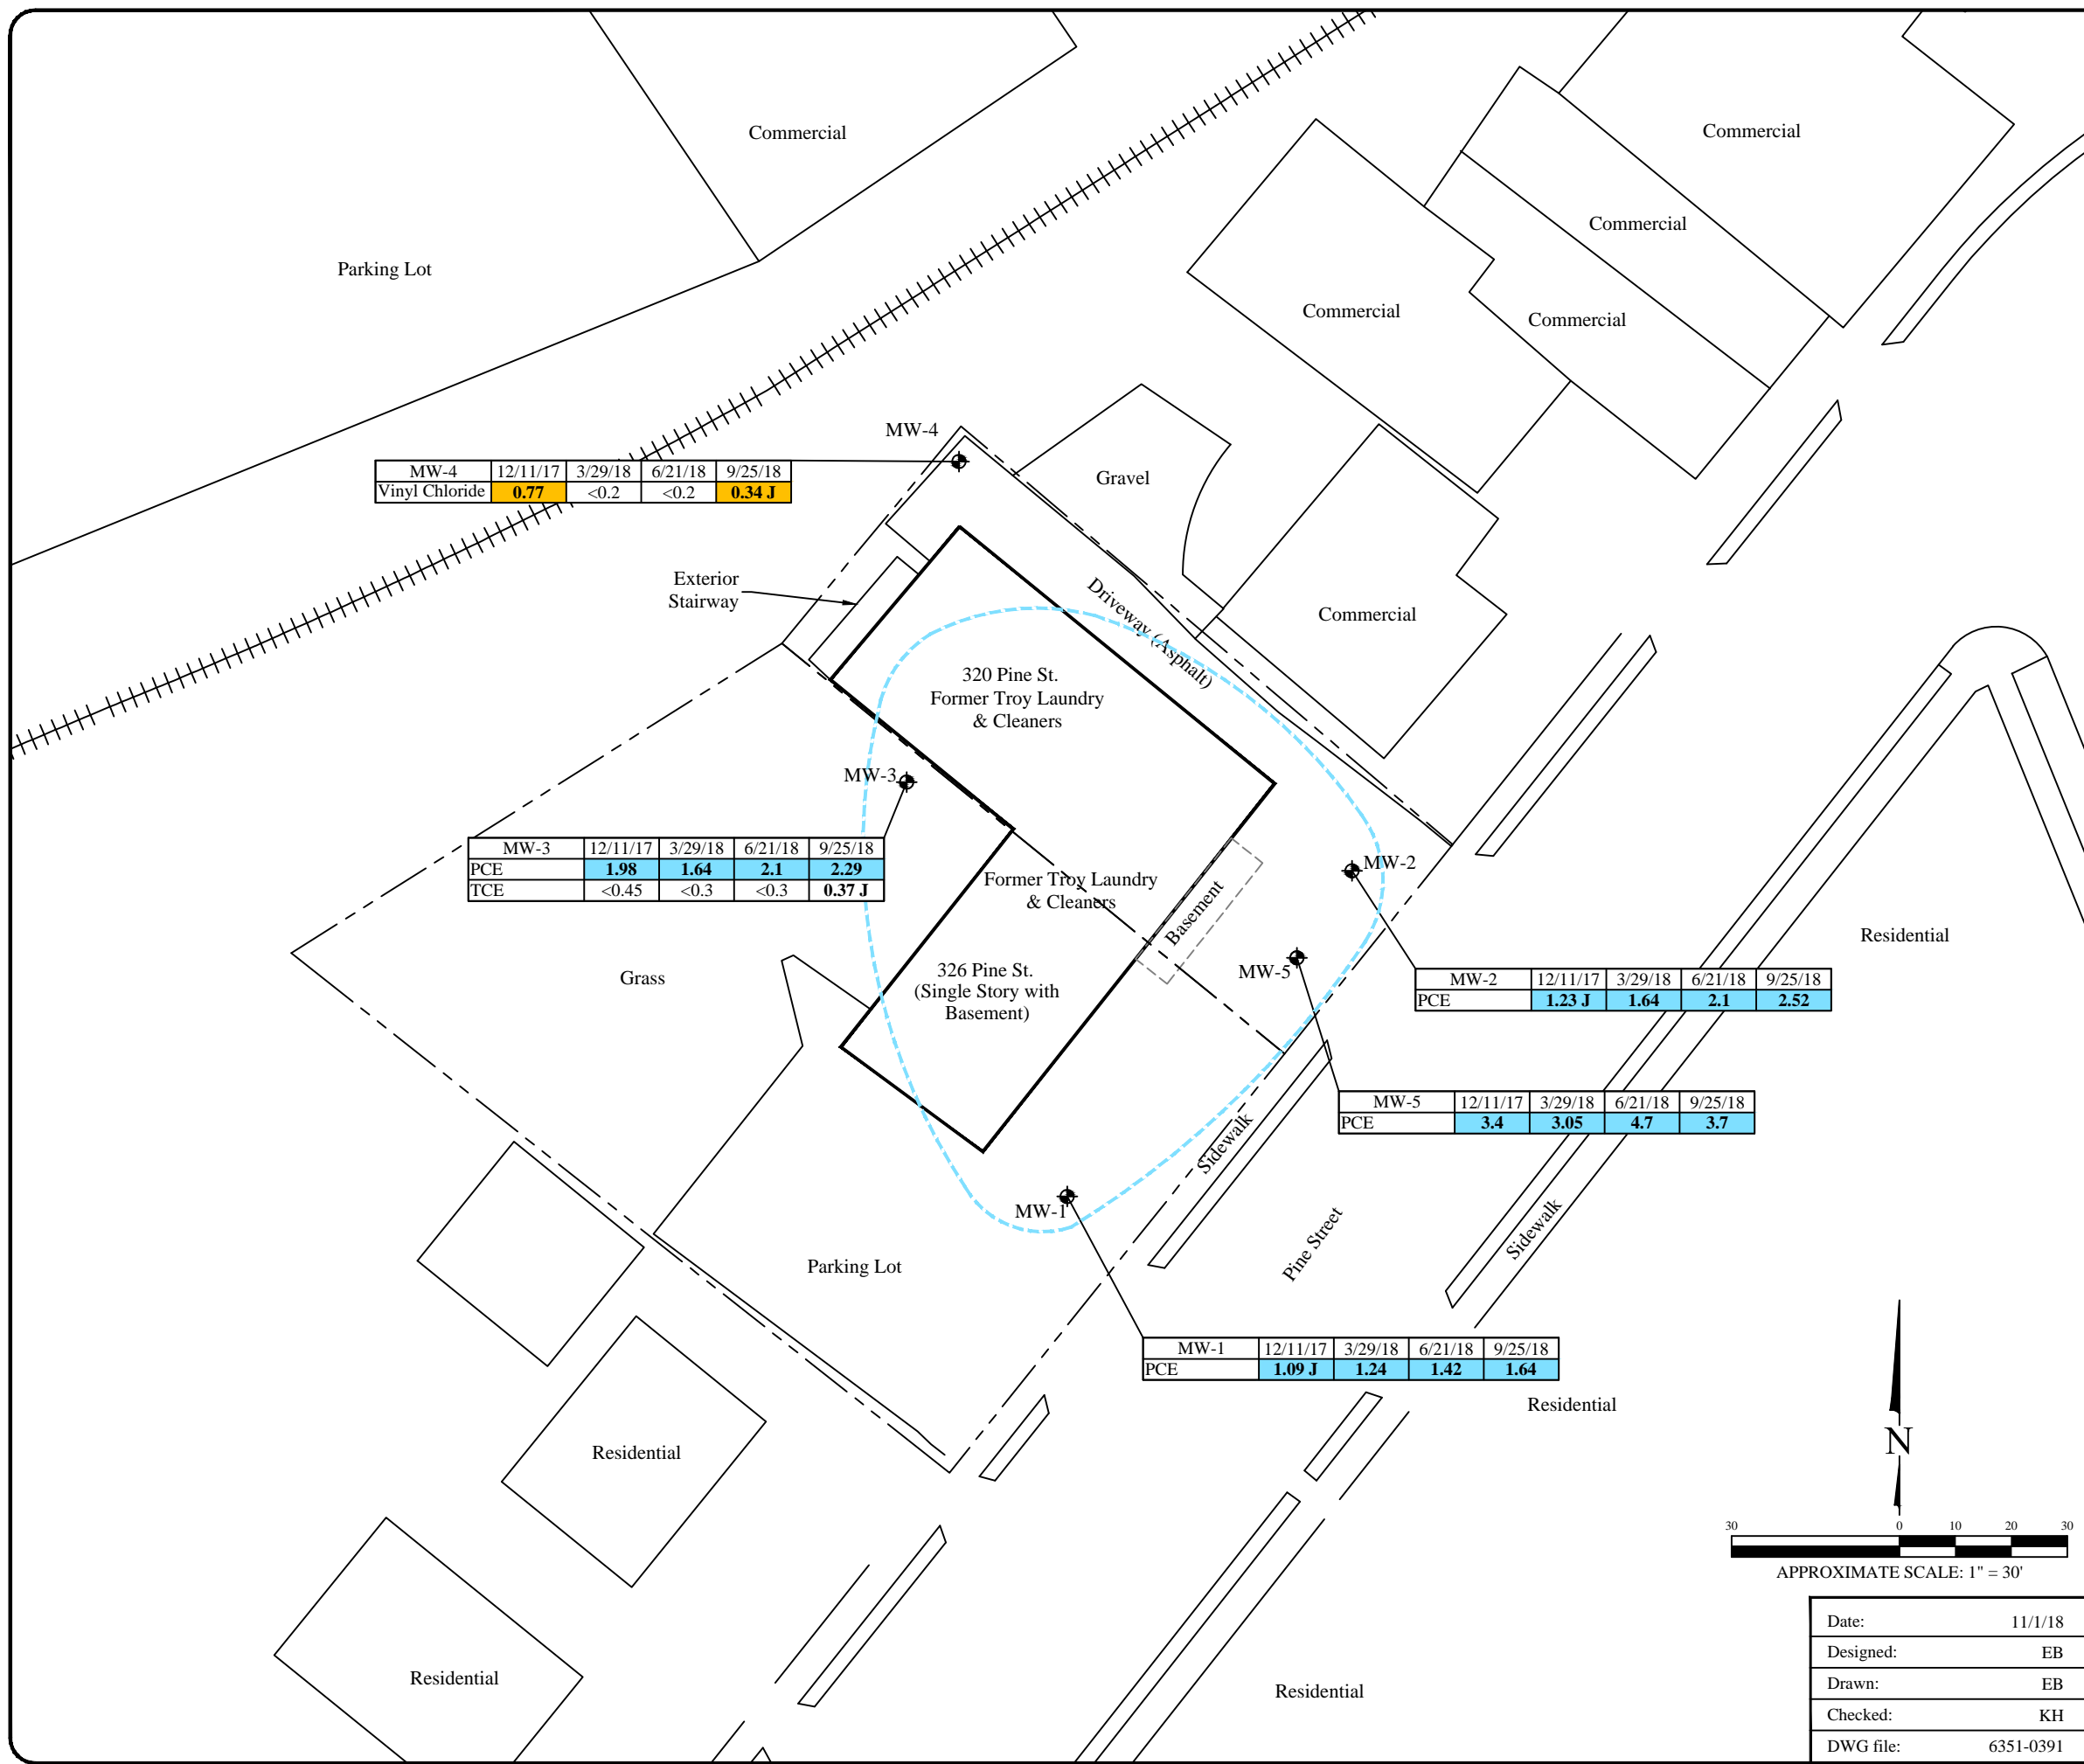 Commercial
Commercial
Commercial
Parking Lot
Commercial
Commercial
MW-4
MW-4 12/11/17 3/29/18 6/21/18 9/25/18
Vinyl Chloride 0.77 <0.2 <0.2 0.34 J
Gravel
Exterior
Stairway
Driveway (Asphalt)
Commercial
320 Pine St.
Former Troy Laundry
& Cleaners
MW-3
MW-3 12/11/17 3/29/18 6/21/18 9/25/18
PCE 1.98 1.64 2.1 2.29
TCE <0.45 <0.3 <0.3 0.37 J
MW-2
Former Troy Laundry
& Cleaners
Basement
Residential
Grass
326 Pine St.
(Single Story with
Basement)
MW-5
MW-2 12/11/17 3/29/18 6/21/18 9/25/18
PCE 1.23 J 1.64 2.1 2.52
MW-5 12/11/17 3/29/18 6/21/18 9/25/18
PCE 3.4 3.05 4.7 3.7
Sidewalk
MW-1
Pine Street
Sidewalk
Parking Lot
MW-1 12/11/17 3/29/18 6/21/18 9/25/18
PCE 1.09 J 1.24 1.42 1.64
Residential
Residential
N
30 0 10 20 30
APPROXIMATE SCALE: 1" = 30'
Residential
Residential
Date: 11/1/18
Designed: EB
Drawn: EB
Checked: KH
DWG file: 6351-0391